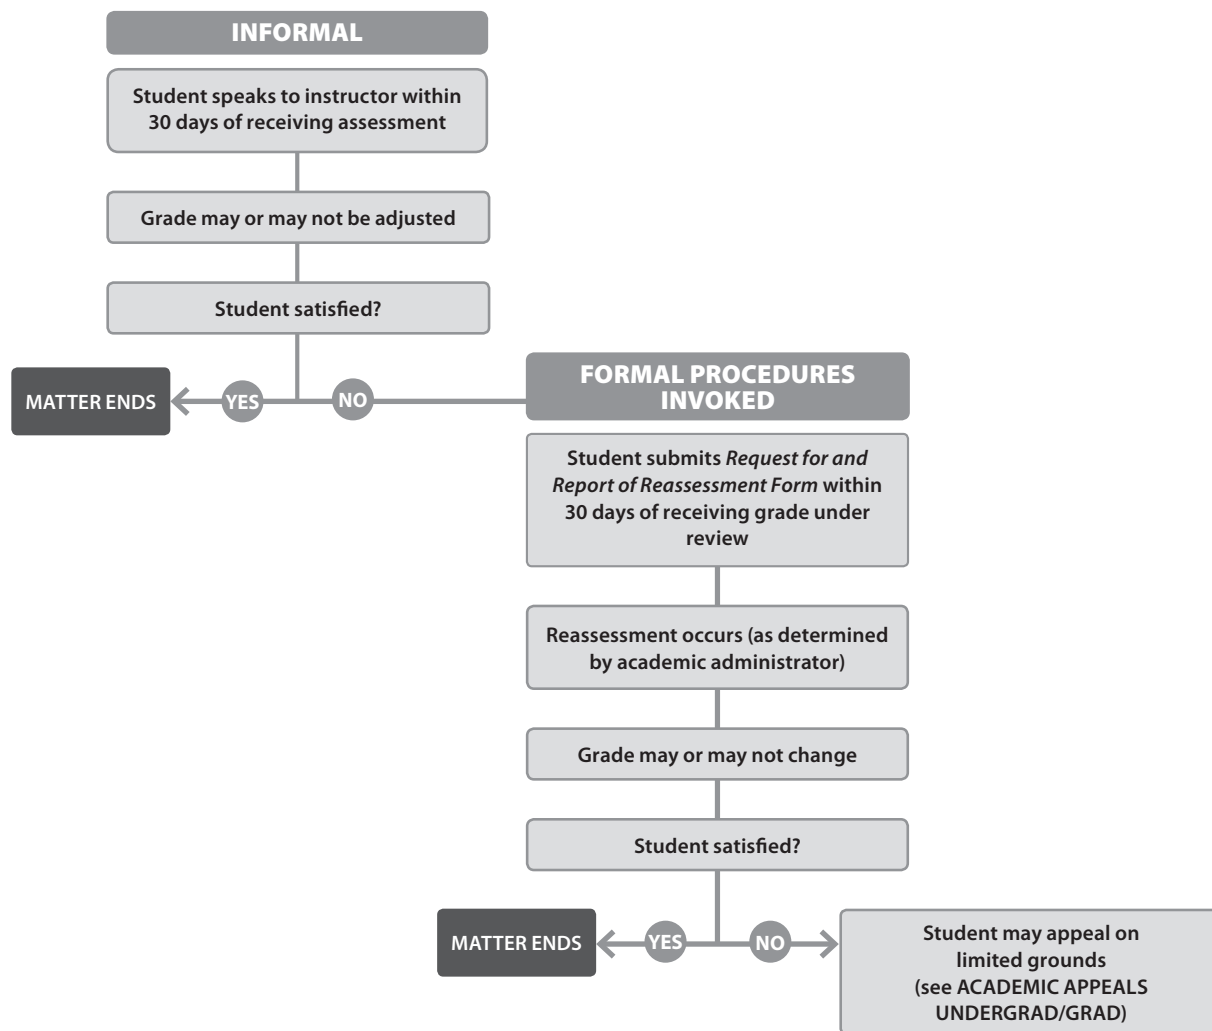 INFORMAL
Student speaks to instructor within
30 days of receiving assessment
Grade may or may not be adjusted
Student satisfied?
MATTER ENDS
YES
NO
FORMAL PROCEDURES
INVOKED
Student submits Request for and
Report of Reassessment Form within
30 days of receiving grade under
review
Reassessment occurs (as determined
by academic administrator)
Grade may or may not change
Student satisfied?
MATTER ENDS
YES
NO
Student may appeal on
limited grounds
(see ACADEMIC APPEALS
UNDERGRAD/GRAD)